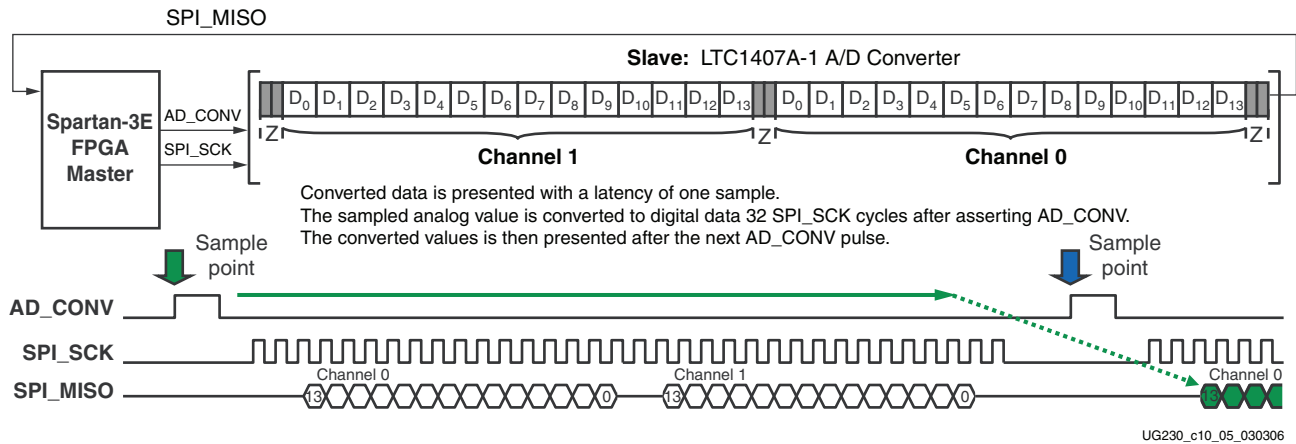 SPI_MISO
Slave: LTC1407A-1 A/D Converter
Spartan-3E
FPGA
Master
AD_CONV
SPI_SCK
D0 D1 D2 D3 D4 D5 D6 D7 D8 D9 D10 D11 D12 D13 D0 D1 D2 D3 D4 D5 D6 D7 D8 D9 D10 D11 D12 D13
Z Z Z
Channel 1 Channel 0
Converted data is presented with a latency of one sample.
The sampled analog value is converted to digital data 32 SPI_SCK cycles after asserting AD_CONV.
The converted values is then presented after the next AD_CONV pulse.
Sample
point
Sample
point
AD_CONV
SPI_SCK
Channel 0 Channel 1 Channel 0
SPI_MISO 13 0 13 0 13
UG230_c10_05_030306